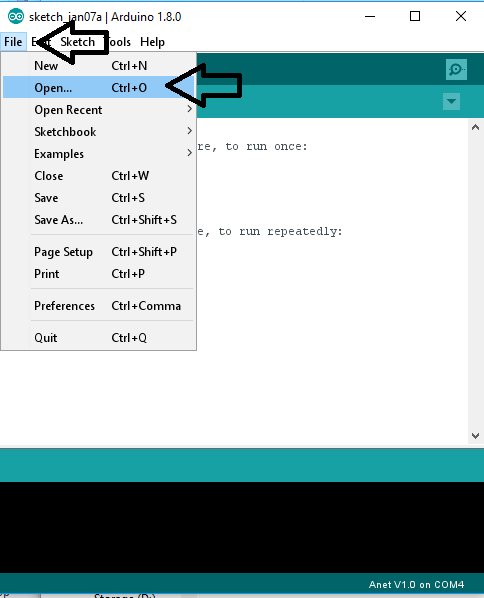 sketch_jan07a | Arduino 1.8.0
File Edit Sketch Tools Help
New Ctrl+N
Open... Ctrl+O
Open Recent
Sketchbook
Examples
Close Ctrl+W
Save Ctrl+S
Save As... Ctrl+Shift+S
Page Setup Ctrl+Shift+P
Print Ctrl+P
Preferences Ctrl+Comma
Quit Ctrl+Q
re, to run once:
e, to run repeatedly:
Anet V1.0 on COM4
Storage (D:)